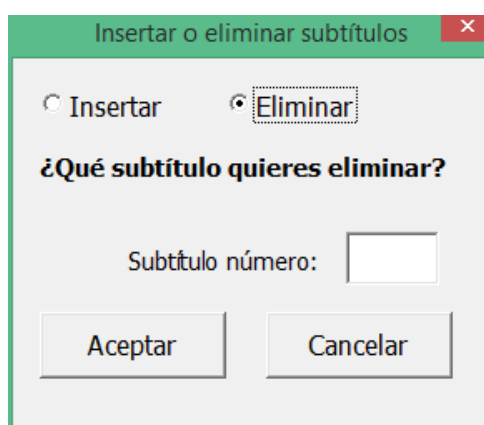 Insertar o eliminar subtítulos
Insertar Eliminar
¿Qué subtítulo quieres eliminar?
Subtítulo número:
Aceptar Cancelar